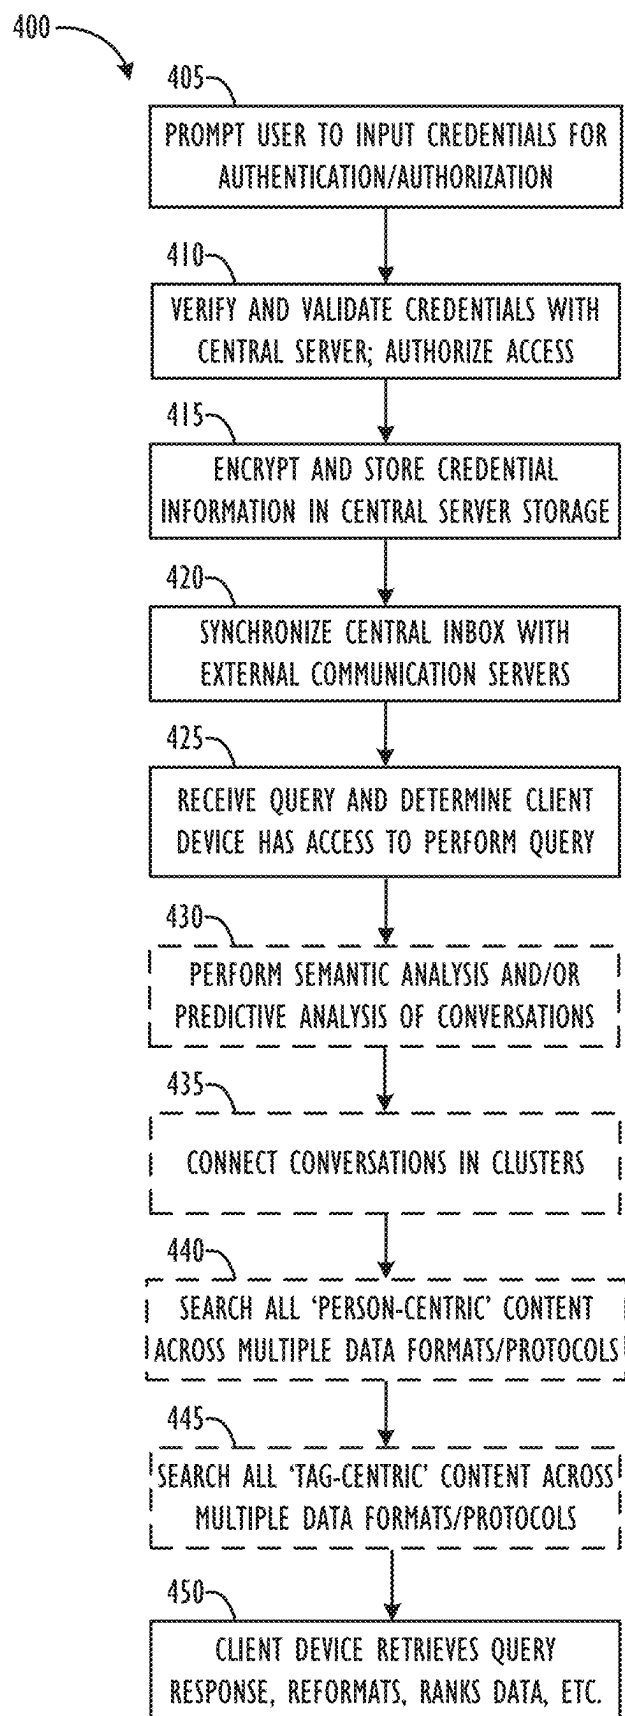 400
405
PROMPT USER TO INPUT CREDENTIALS FOR
AUTHENTICATION/AUTHORIZATION
410
VERIFY AND VALIDATE CREDENTIALS WITH
CENTRAL SERVER; AUTHORIZE ACCESS
415
ENCRYPT AND STORE CREDENTIAL
INFORMATION IN CENTRAL SERVER STORAGE
420
SYNCHRONIZE CENTRAL INBOX WITH
EXTERNAL COMMUNICATION SERVERS
425
RECEIVE QUERY AND DETERMINE CLIENT
DEVICE HAS ACCESS TO PERFORM QUERY
430
PERFORM SEMANTIC ANALYSIS AND/OR
PREDICTIVE ANALYSIS OF CONVERSATIONS
435
CONNECT CONVERSATIONS IN CLUSTERS
440
SEARCH ALL 'PERSON-CENTRIC' CONTENT
ACROSS MULTIPLE DATA FORMATS/PROTOCOLS
445
SEARCH ALL 'TAG-CENTRIC' CONTENT ACROSS
MULTIPLE DATA FORMATS/PROTOCOLS
450
CLIENT DEVICE RETRIEVES QUERY
RESPONSE, REFORMATS, RANKS DATA, ETC.